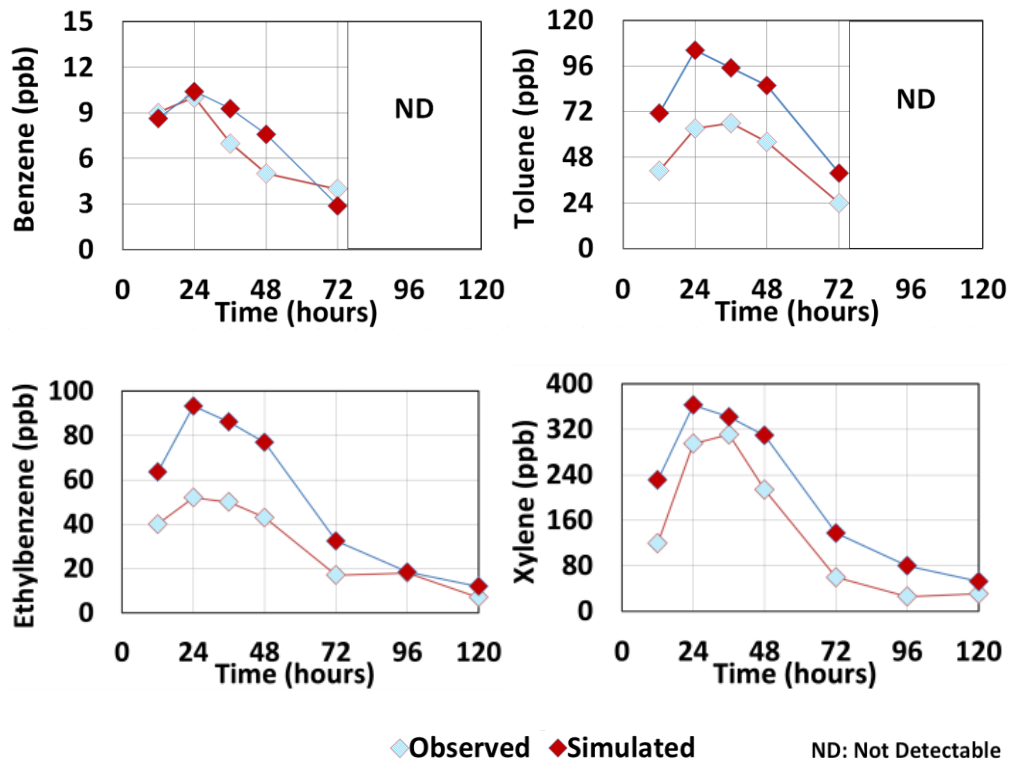 Benzene (ppb)
15
12
9
6
3
0
ND
0 24 48 72 96 120
Time (hours)
Toluene (ppb)
120
96
72
48
24
0
ND
0 24 48 72 96 120
Time (hours)
Ethylbenzene (ppb)
100
80
60
40
20
0
0 24 48 72 96 120
Time (hours)
Xylene (ppb)
400
320
240
160
80
0
0 24 48 72 96 120
Time (hours)
Observed Simulated ND: Not Detectable